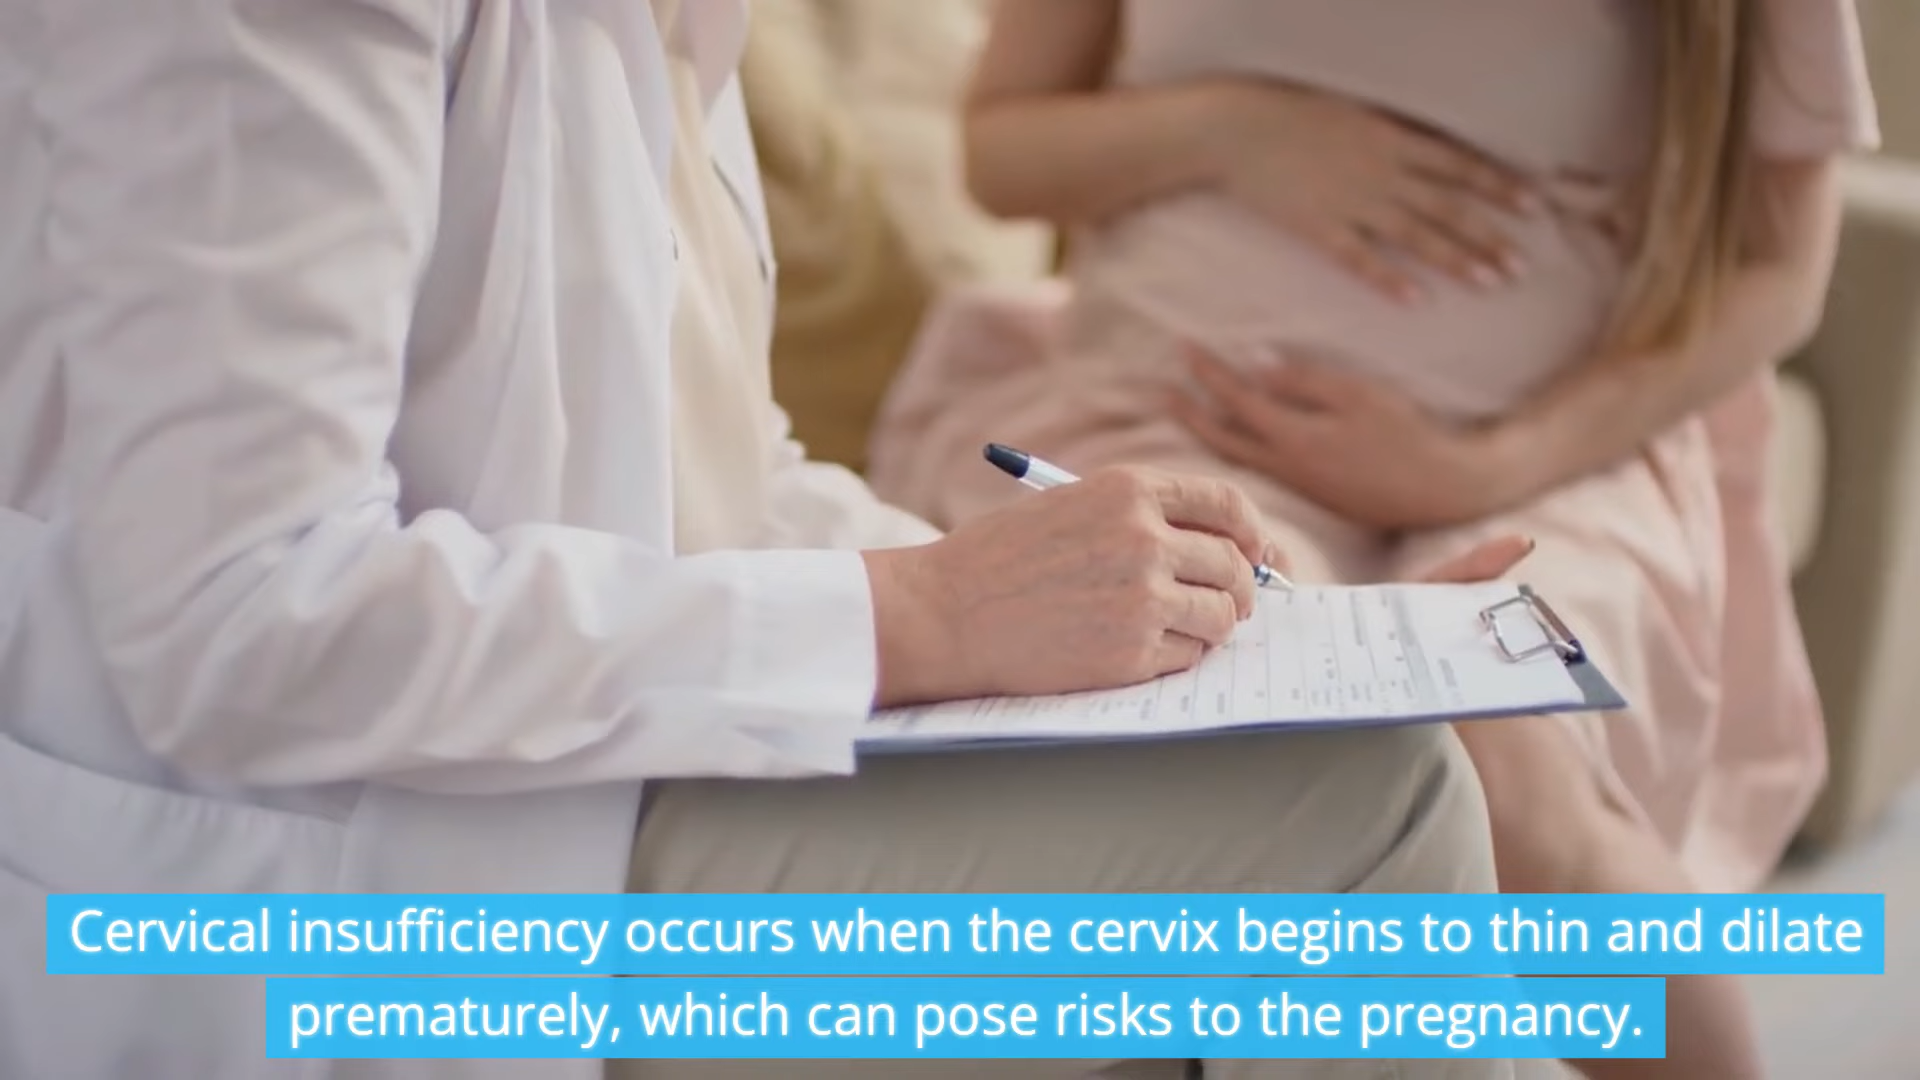 Cervical insufficiency occurs when the cervix begins to thin and dilate
prematurely, which can pose risks to the pregnancy.